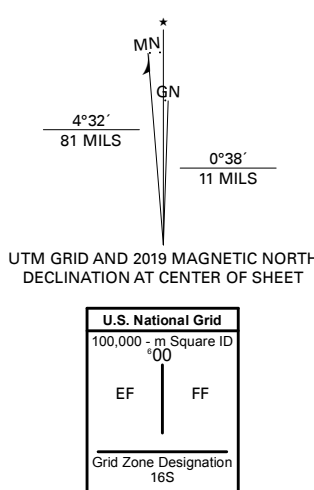 ★
MN
GN
4°32´
81 MILS
0°38´
11 MILS
UTM GRID AND 2019 MAGNETIC NORTH
DECLINATION AT CENTER OF SHEET
U.S. National Grid
100,000 - m Square ID
⁶00
EF FF
Grid Zone Designation
16S